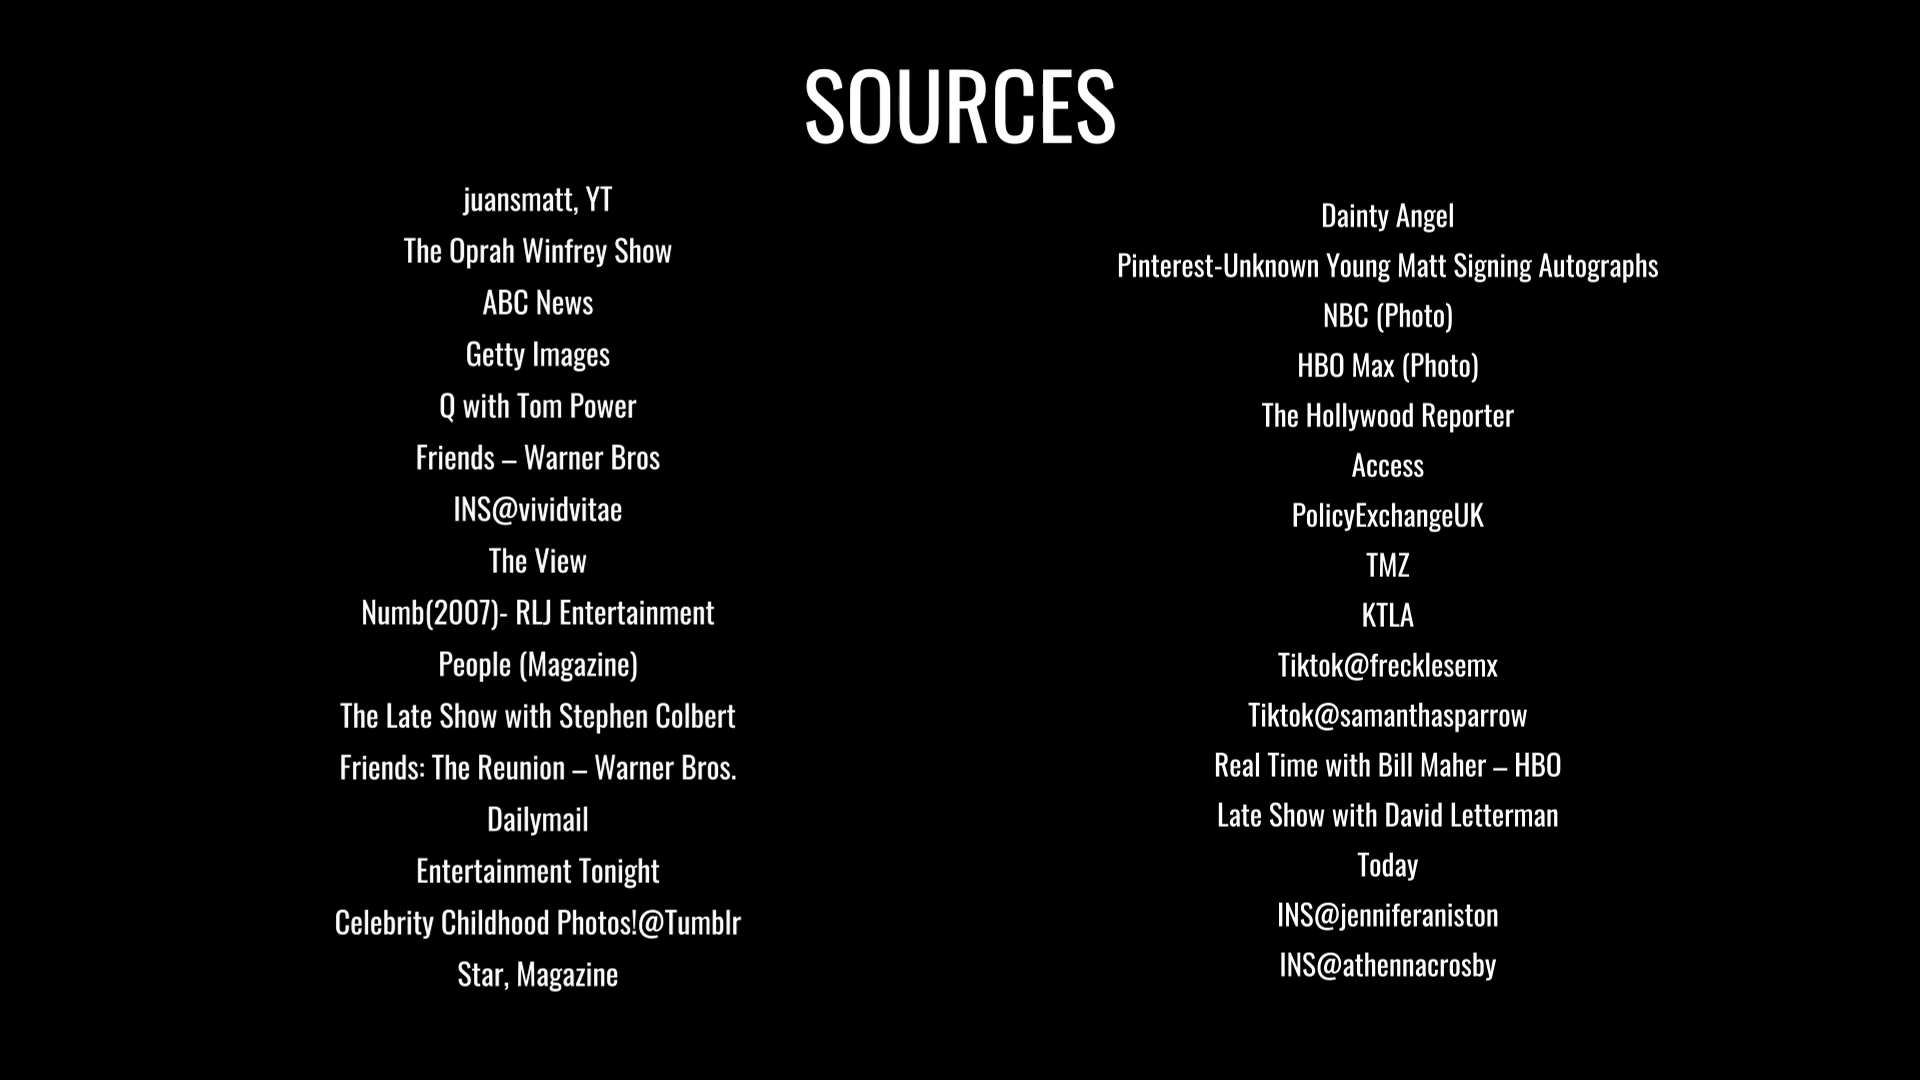 SOURCES
juansmatt, YT
The Oprah Winfrey Show
ABC News
Getty Images
Q with Tom Power
Friends – Warner Bros
INS@vividvitae
The View
Numb(2007)- RLJ Entertainment
People (Magazine)
The Late Show with Stephen Colbert
Friends: The Reunion – Warner Bros.
Dailymail
Entertainment Tonight
Celebrity Childhood Photos!@Tumblr
Star, Magazine
Dainty Angel
Pinterest-Unknown Young Matt Signing Autographs
NBC (Photo)
HBO Max (Photo)
The Hollywood Reporter
Access
PolicyExchangeUK
TMZ
KTLA
Tiktok@frecklesemx
Tiktok@samanthasparrow
Real Time with Bill Maher – HBO
Late Show with David Letterman
Today
INS@jenniferaniston
INS@athennacrosby